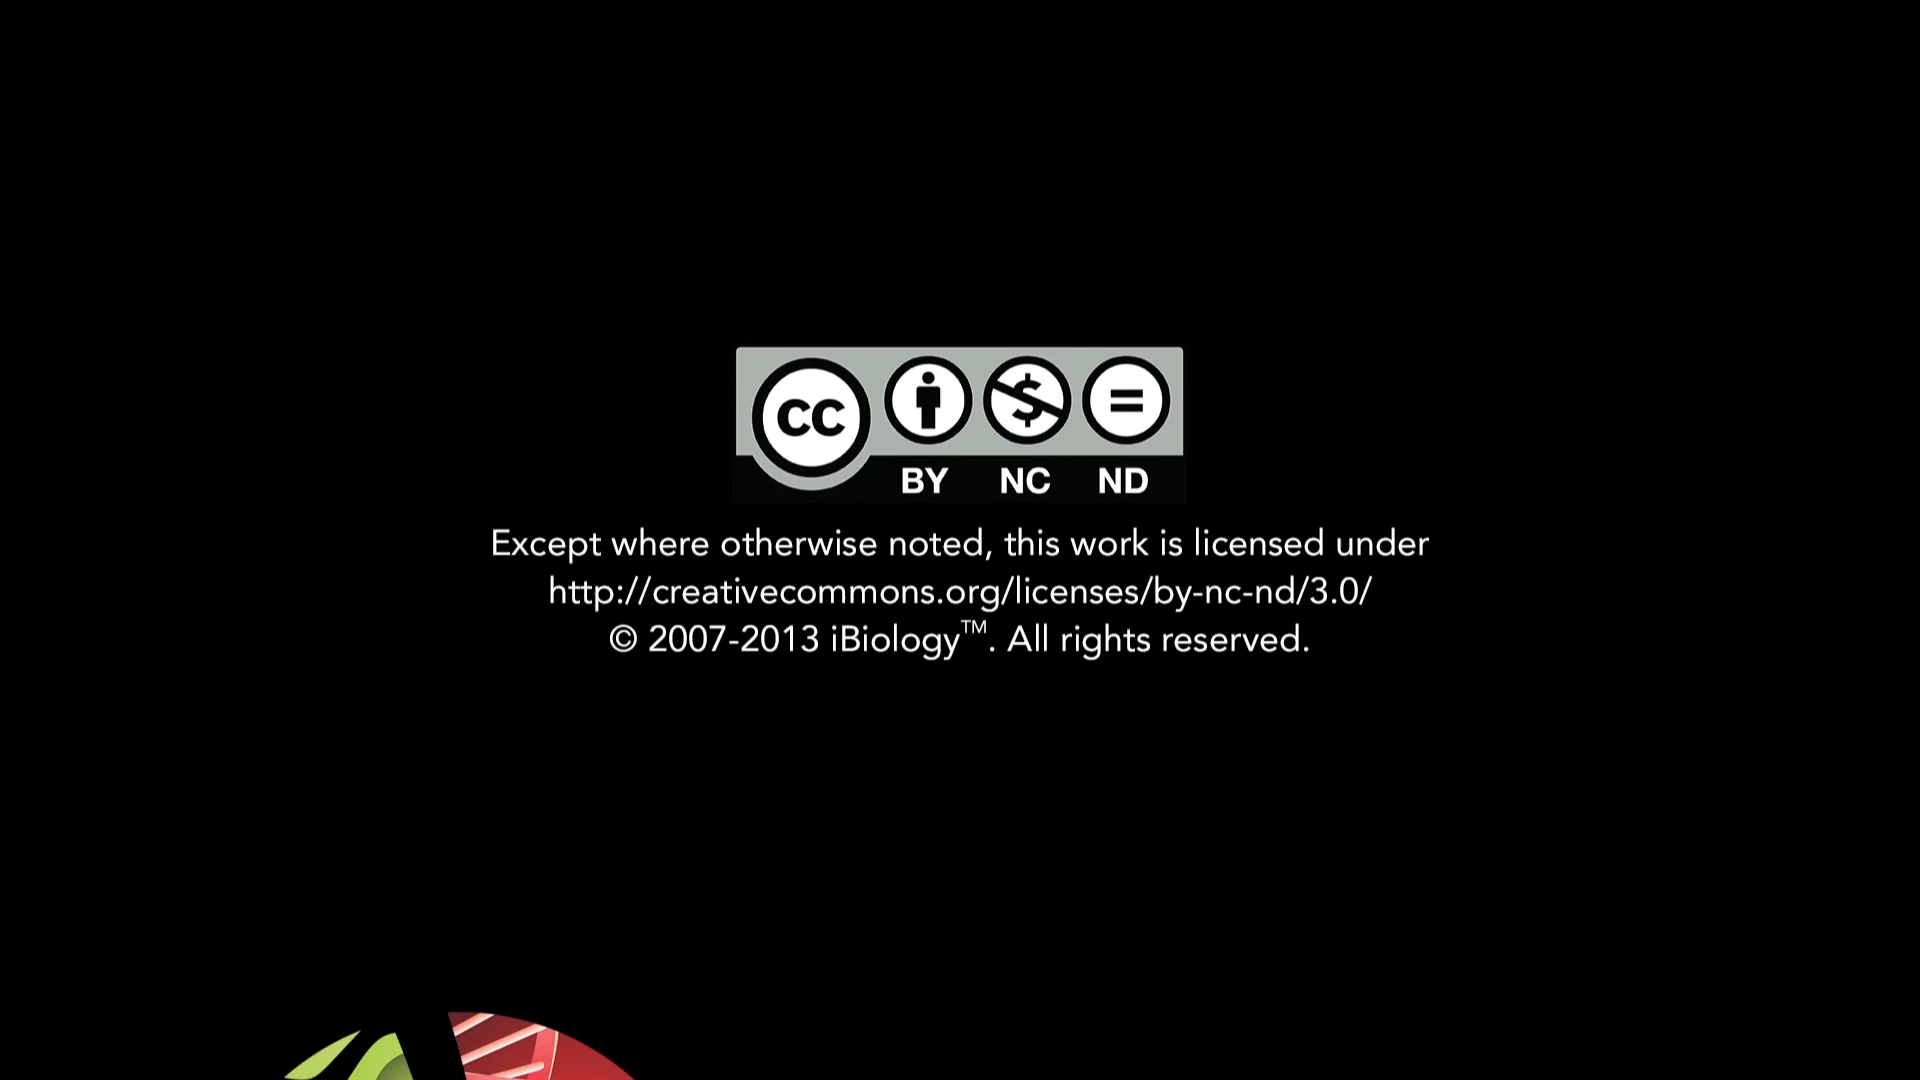 CC
BY NC ND
Except where otherwise noted, this work is licensed under
http://creativecommons.org/licenses/by-nc-nd/3.0/
© 2007-2013 iBiology™. All rights reserved.